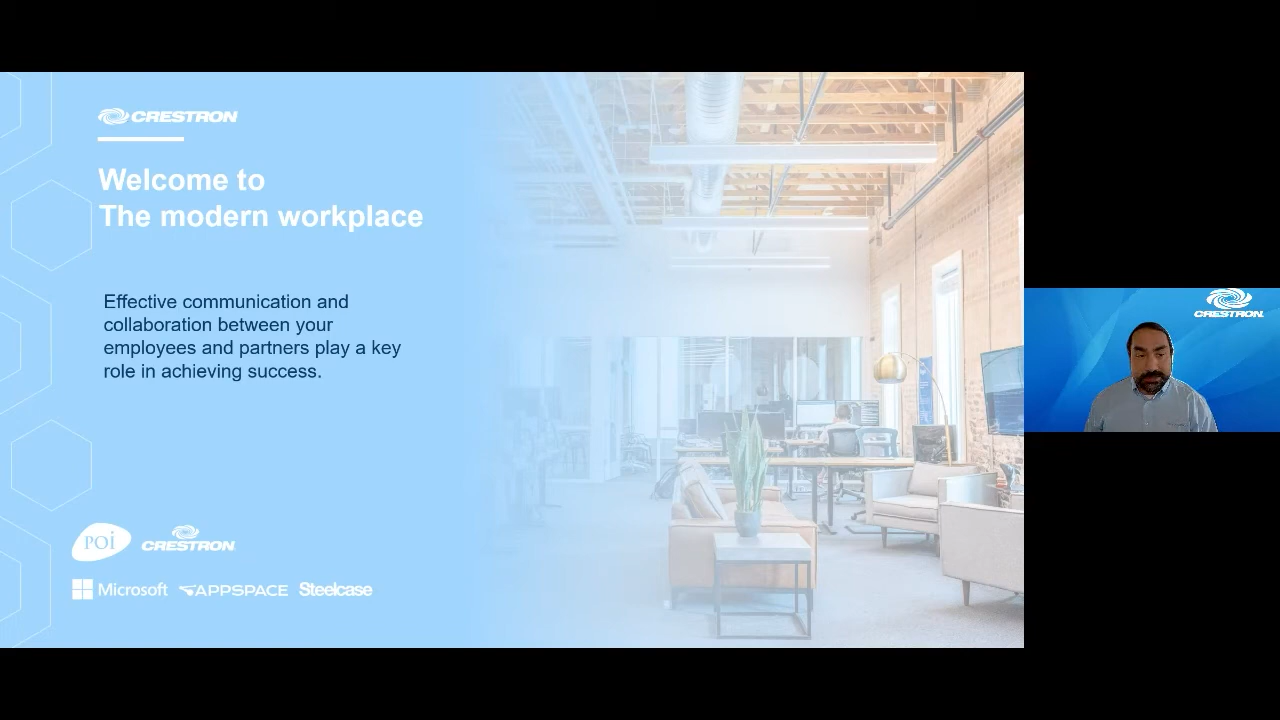 CRESTRON
Welcome to
The modern workplace
Effective communication and
collaboration between your
employees and partners play a key
role in achieving success.
POi CRESTRON
Microsoft APPSPACE Steelcase
CRESTRON